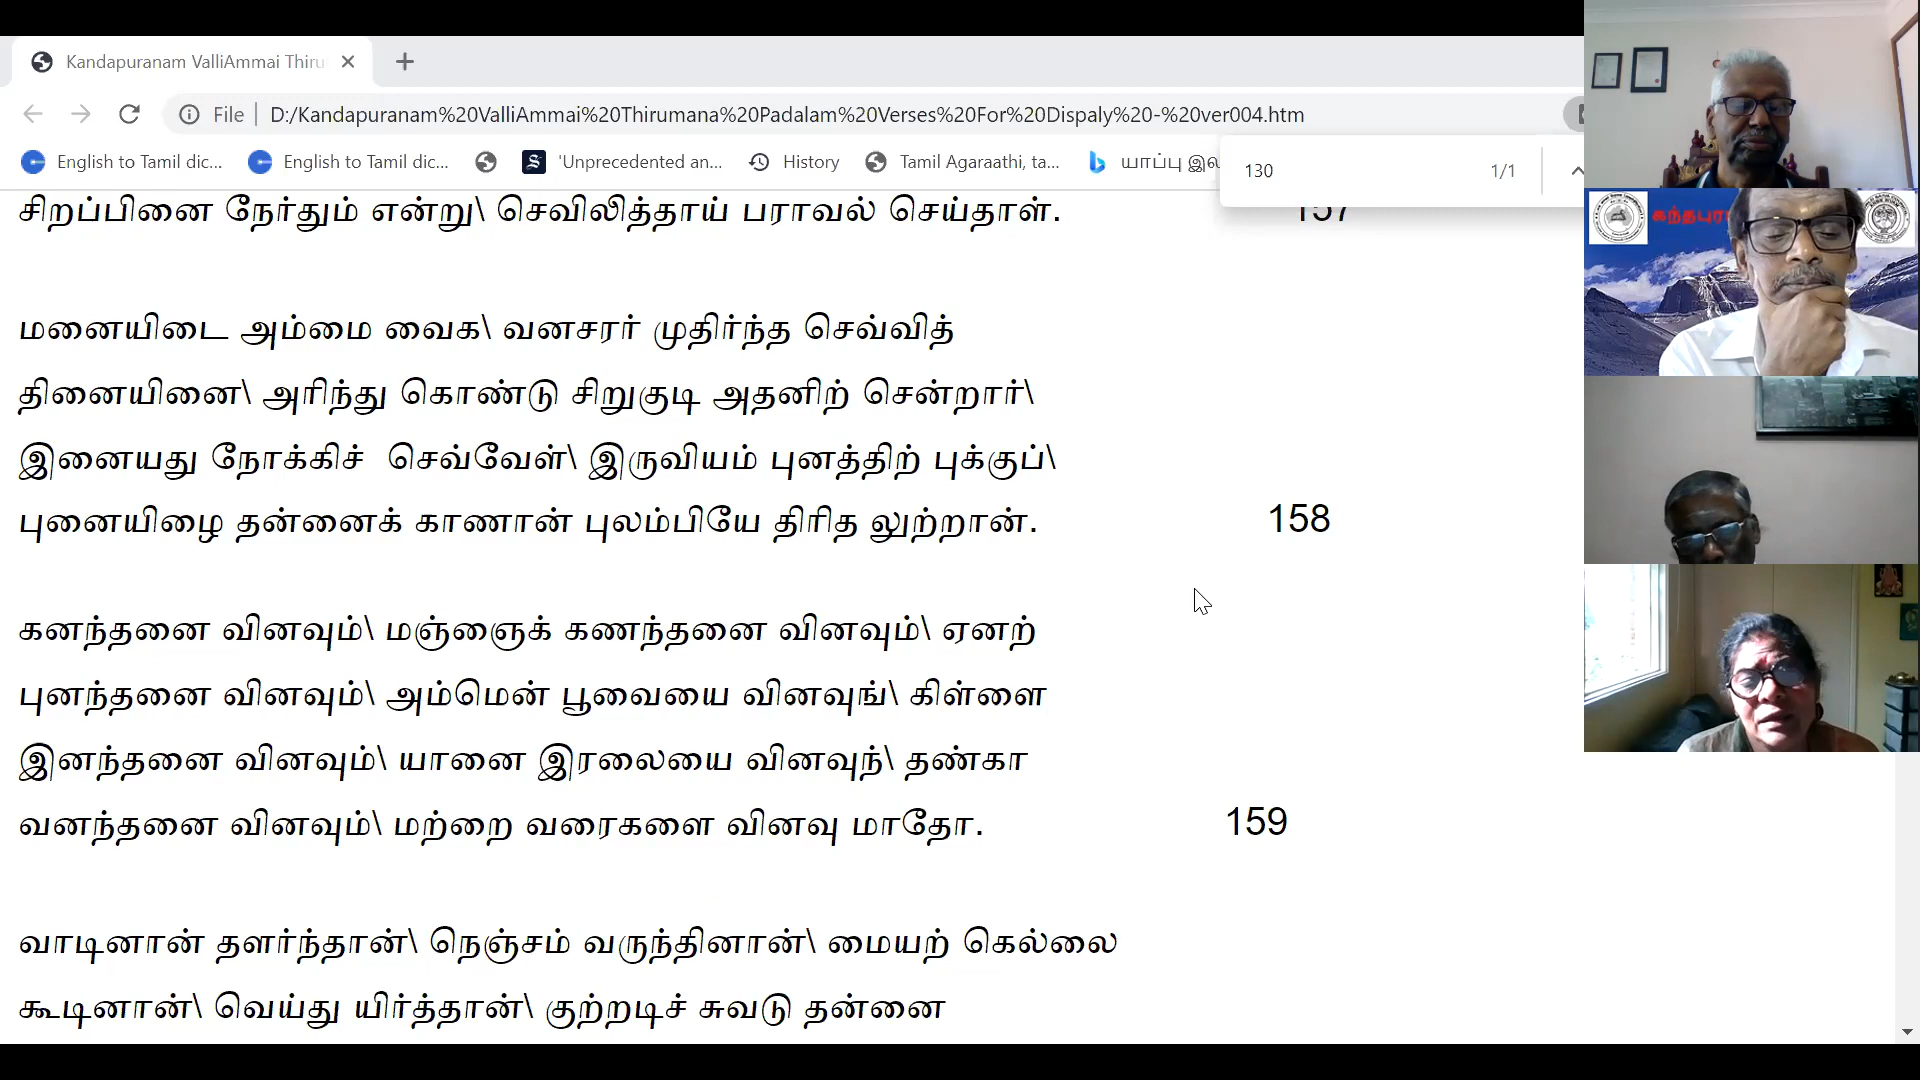 Kandapuranam ValliAmmai Thiru
File D:/Kandapuranam%20ValliAmmai%20Thirumana%20Padalam%20Verses%20For%20Dispaly%20-%20ver004.htm
English to Tamil dic... English to Tamil dic... 'Unprecedented an... History Tamil Agaraathi, ta... யாப்பு இல
130 1/1
சிறப்பினை நேர்தும் என்று\ செவிலித்தாய் பராவல் செய்தாள். 157
மனையிடை அம்மை வைக\ வனசரர் முதிர்ந்த செவ்வித்
தினையினை\ அரிந்து கொண்டு சிறுகுடி அதனிற் சென்றார்\
இனையது நோக்கிச் செவ்வேள்\ இருவியம் புனத்திற் புக்குப்\
புனையிழை தன்னைக் காணான் புலம்பியே திரித லுற்றான். 158
கனந்தனை வினவும்\ மஞ்ஞைக் கணந்தனை வினவும்\ ஏனற்
புனந்தனை வினவும்\ அம்மென் பூவையை வினவுங்\ கிள்ளை
இனந்தனை வினவும்\ யானை இரலையை வினவுந்\ தண்கா
வனந்தனை வினவும்\ மற்றை வரைகளை வினவு மாதோ. 159
வாடினான் தளர்ந்தான்\ நெஞ்சம் வருந்தினான்\ மையற் கெல்லை
கூடினான்\ வெய்து யிர்த்தான்\ குற்றடிச் சுவடு தன்னை
கந்தபுரா